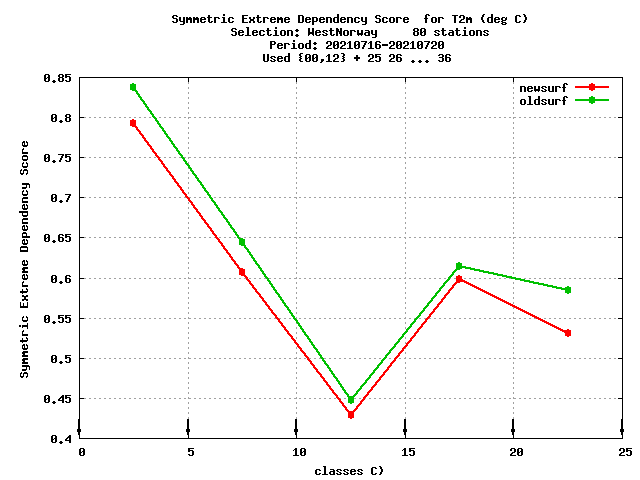 Symmetric Extreme Dependency Score  for T2m (deg C)
Selection: WestNorway     80 stations
Period: 20210716-20210720
Used {00,12} + 25 26 ... 36
newsurf
oldsurf
0.85
0.8
0.75
0.7
0.65
0.6
0.55
0.5
0.45
0.4
Symmetric Extreme Dependency Score
0 5 10 15 20 25
classes C)